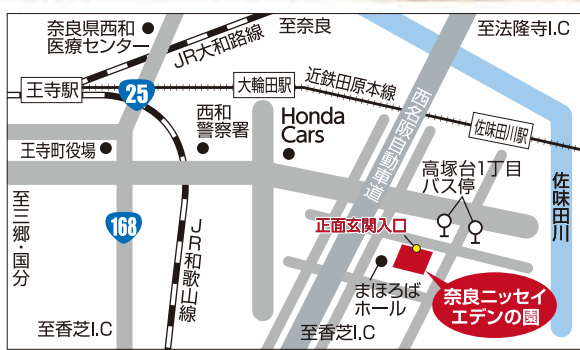 奈良県西和
医療センター
至奈良
至法隆寺I.C
JR大和路線
王寺駅
25
大輪田駅
近鉄田原本線
西名阪自動車道
佐味田川駅
西和
警察署
Honda
Cars
王寺町役場
高塚台1丁目
バス停
佐味田川
至三郷・国分
168
JR和歌山線
正面玄関入口
まほろば
ホール
奈良ニッセイ
エデンの園
至香芝I.C
至香芝I.C